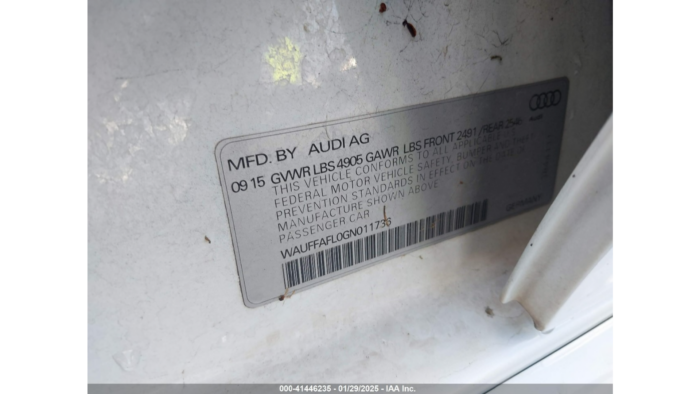 MFD. BY AUDI AG
09 15 GVWR LBS 4905 GAWR LBS FRONT 2491 / REAR
THIS VEHICLE CONFORMS TO ALL APPLICABLE
FEDERAL MOTOR VEHICLE SAFETY, BUMPER AND THEFT
PREVENTION STANDARDS IN EFFECT ON THE DATE OF
MANUFACTURE SHOWN ABOVE
PASSENGER CAR
WAUFFAFL0GN011733
000-41446235 - 01/29/2025 - IAA Inc.